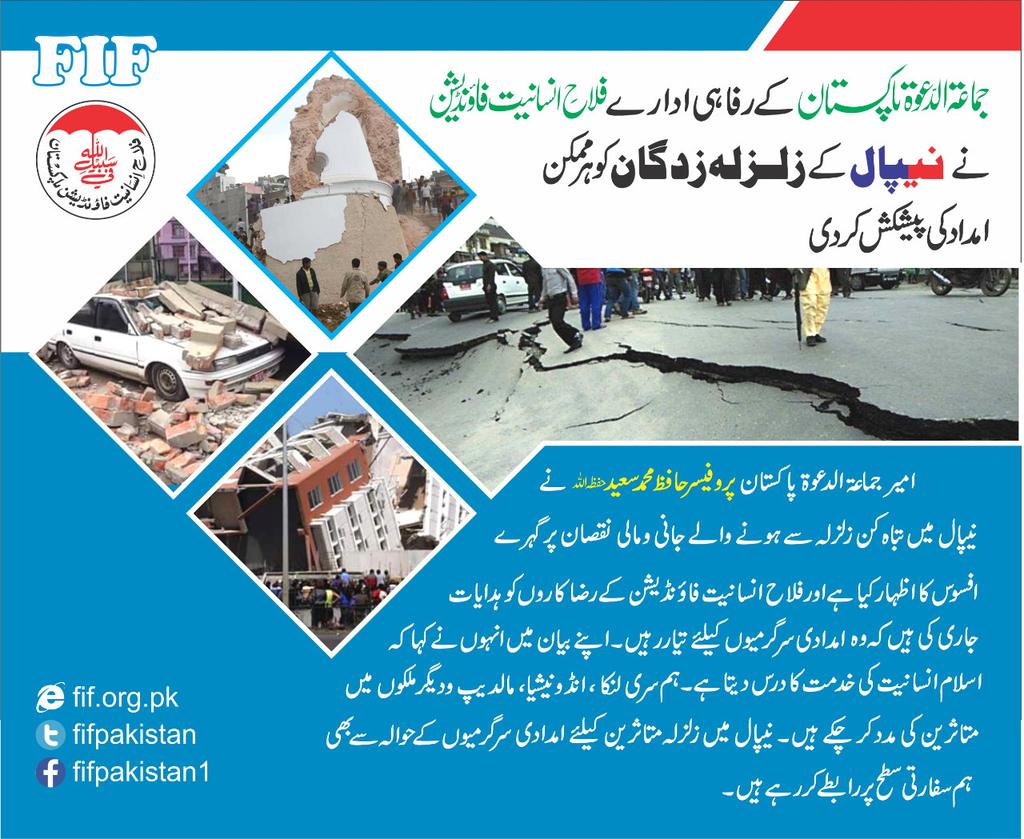 FIF
فی سبیل اللہ
فلاح انسانیت فاؤنڈیشن پاکستان
جماعۃ الدعوۃ پاکستان کے رفاہی ادارے فلاح انسانیت فاؤنڈیشن
نے نیپال کے زلزلہ زدگان کو ہر ممکن
امداد کی پیشکش کر دی
امیر جماعۃ الدعوۃ پاکستان پروفیسر حافظ محمد سعید حفظہ اللہ نے
نیپال میں تباہ کن زلزلہ سے ہونے والے جانی و مالی نقصان پر گہرے
افسوس کا اظہار کیا ہے اور فلاح انسانیت فاؤنڈیشن کے رضا کاروں کو ہدایات
جاری کی ہیں کہ وہ امدادی سرگرمیوں کیلئے تیار رہیں۔ اپنے بیان میں انہوں نے کہا کہ
اسلام انسانیت کی خدمت کا درس دیتا ہے۔ ہم سری لنکا، انڈونیشیا، مالدیپ و دیگر ملکوں میں
متاثرین کی مدد کر چکے ہیں۔ نیپال میں زلزلہ متاثرین کیلئے امدادی سرگرمیوں کے حوالہ سے بھی
ہم سفارتی سطح پر رابطے کر رہے ہیں۔
fif.org.pk
fifpakistan
fifpakistan1